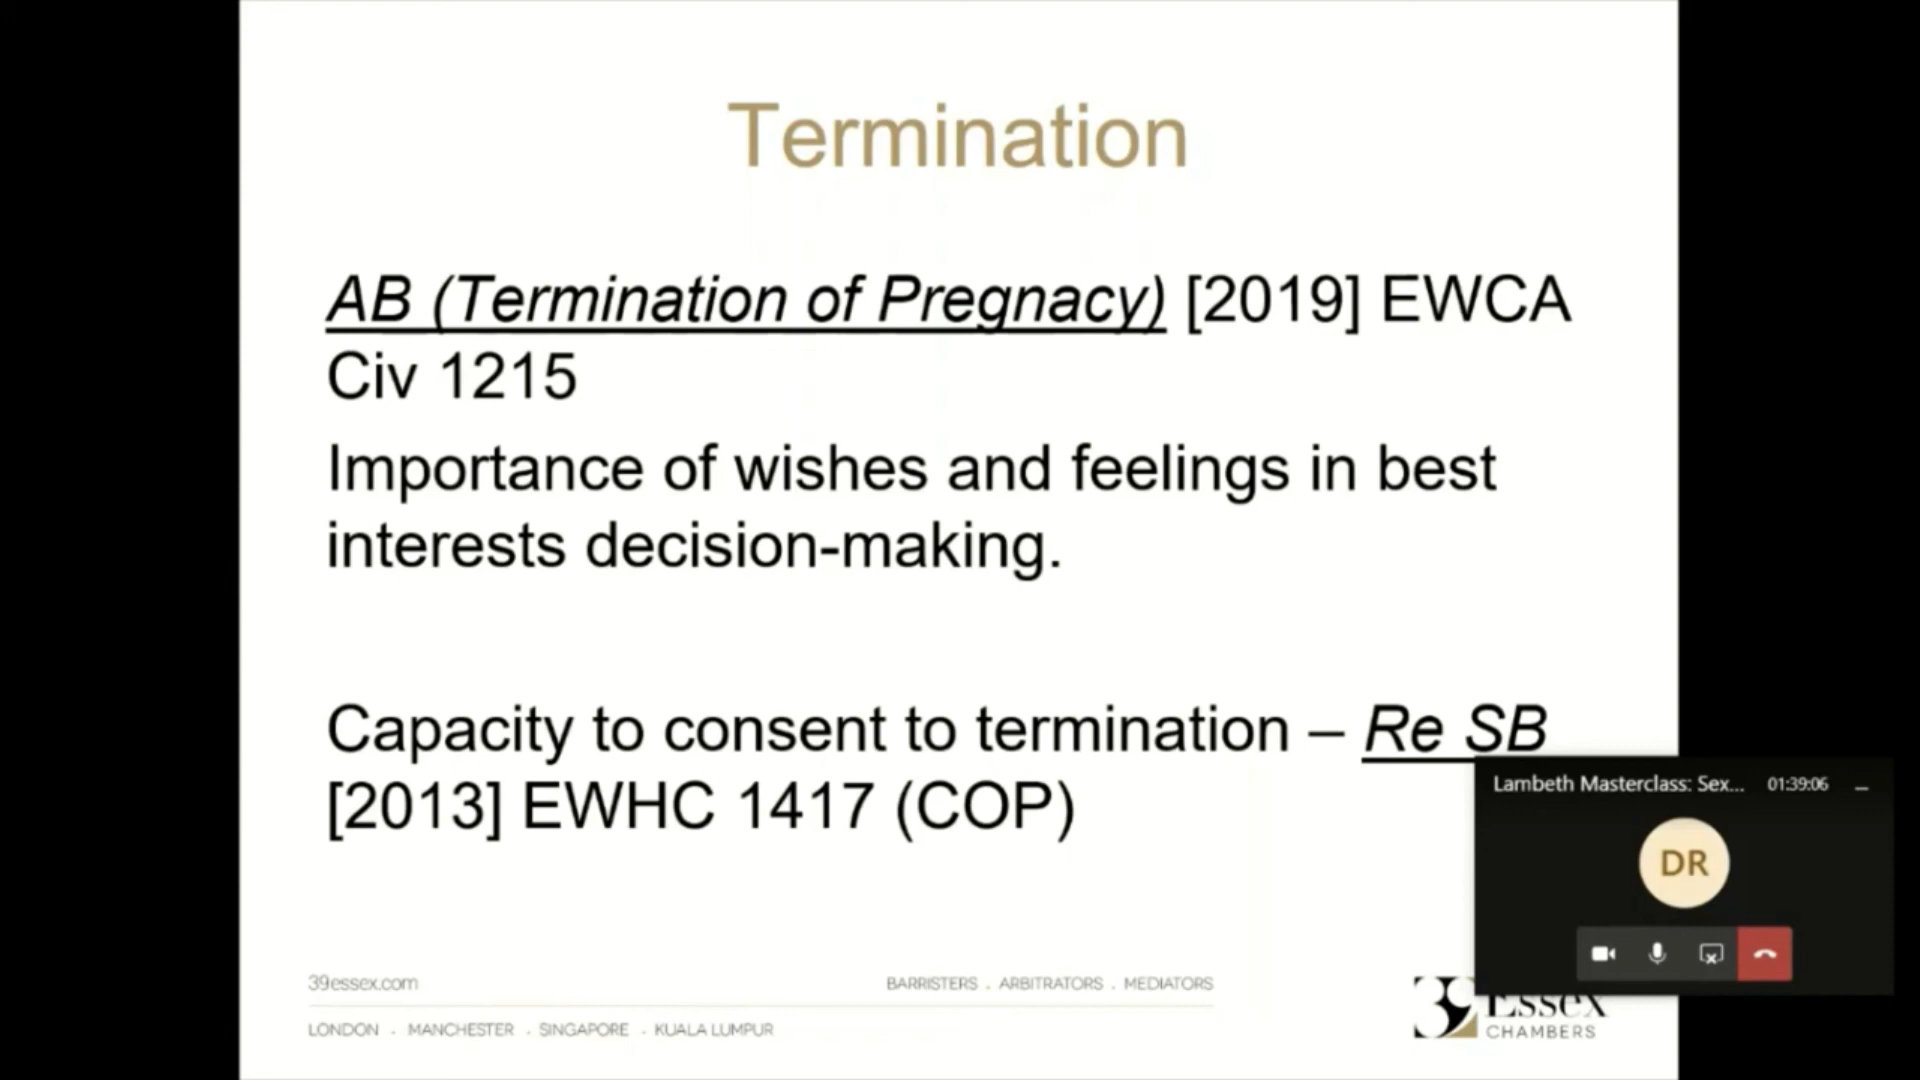 Termination
AB (Termination of Pregnacy) [2019] EWCA
Civ 1215
Importance of wishes and feelings in best
interests decision-making.
Capacity to consent to termination – Re SB
[2013] EWHC 1417 (COP)
Lambeth Masterclass: Sex... 01:39:06
DR
39essex.com
BARRISTERS . ARBITRATORS . MEDIATORS
LONDON . MANCHESTER . SINGAPORE . KUALA LUMPUR
39 Essex
CHAMBERS